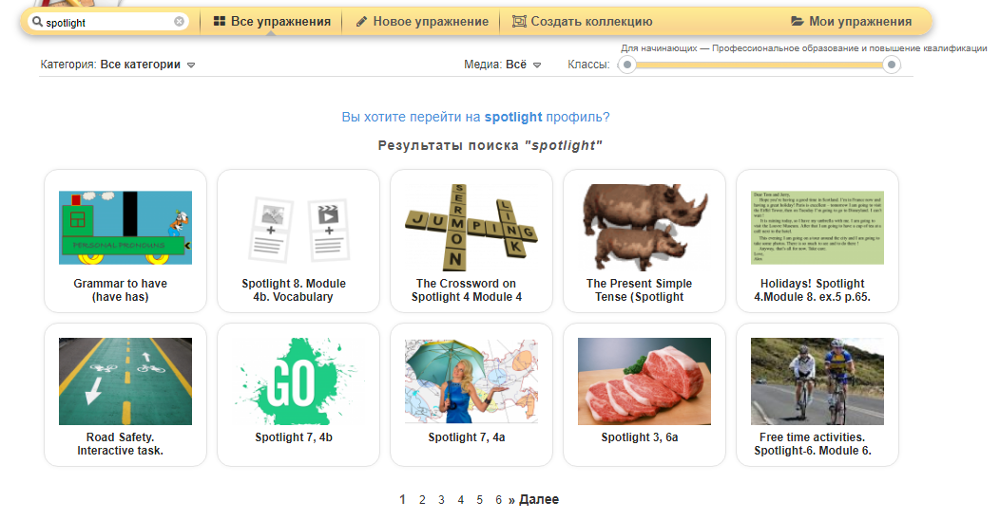 spotlight
Все упражнения
Новое упражнение
Создать коллекцию
Мои упражнения
Для начинающих — Профессиональное образование и повышение квалификации
Категория: Все категории
Медиа: Всё
Классы:
Вы хотите перейти на spotlight профиль?
Результаты поиска "spotlight"
PERSONAL PRONOUNS
SERMON
JUMPING
LINK
Dear Tom and Jerry,
Grammar to have
(have has)
Spotlight 8. Module
4b. Vocabulary
The Crossword on
Spotlight 4 Module 4
The Present Simple
Tense (Spotlight
Holidays! Spotlight
4.Module 8. ex.5 p.65.
GO
Road Safety.
Interactive task.
Spotlight 7, 4b
Spotlight 7, 4a
Spotlight 3, 6a
Free time activities.
Spotlight-6. Module 6.
1 2 3 4 5 6 » Далее